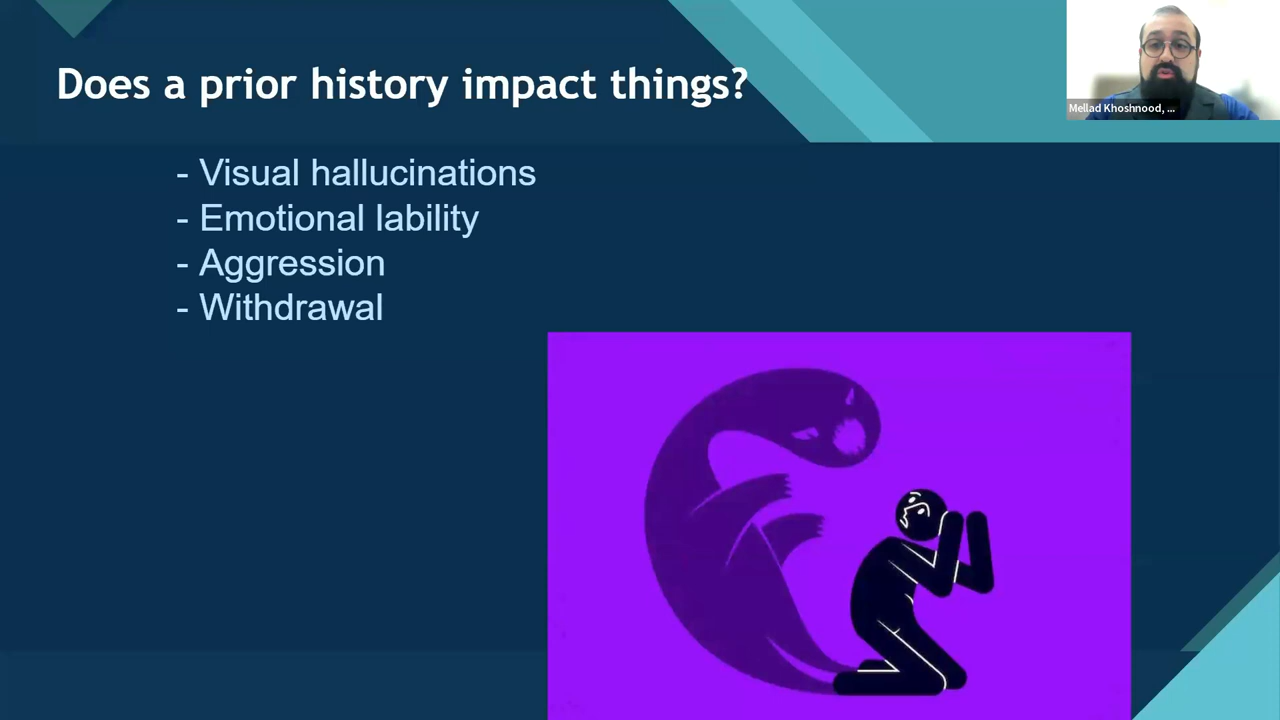 Does a prior history impact things?
Mellad Khoshnood, ...
- Visual hallucinations
- Emotional lability
- Aggression
- Withdrawal